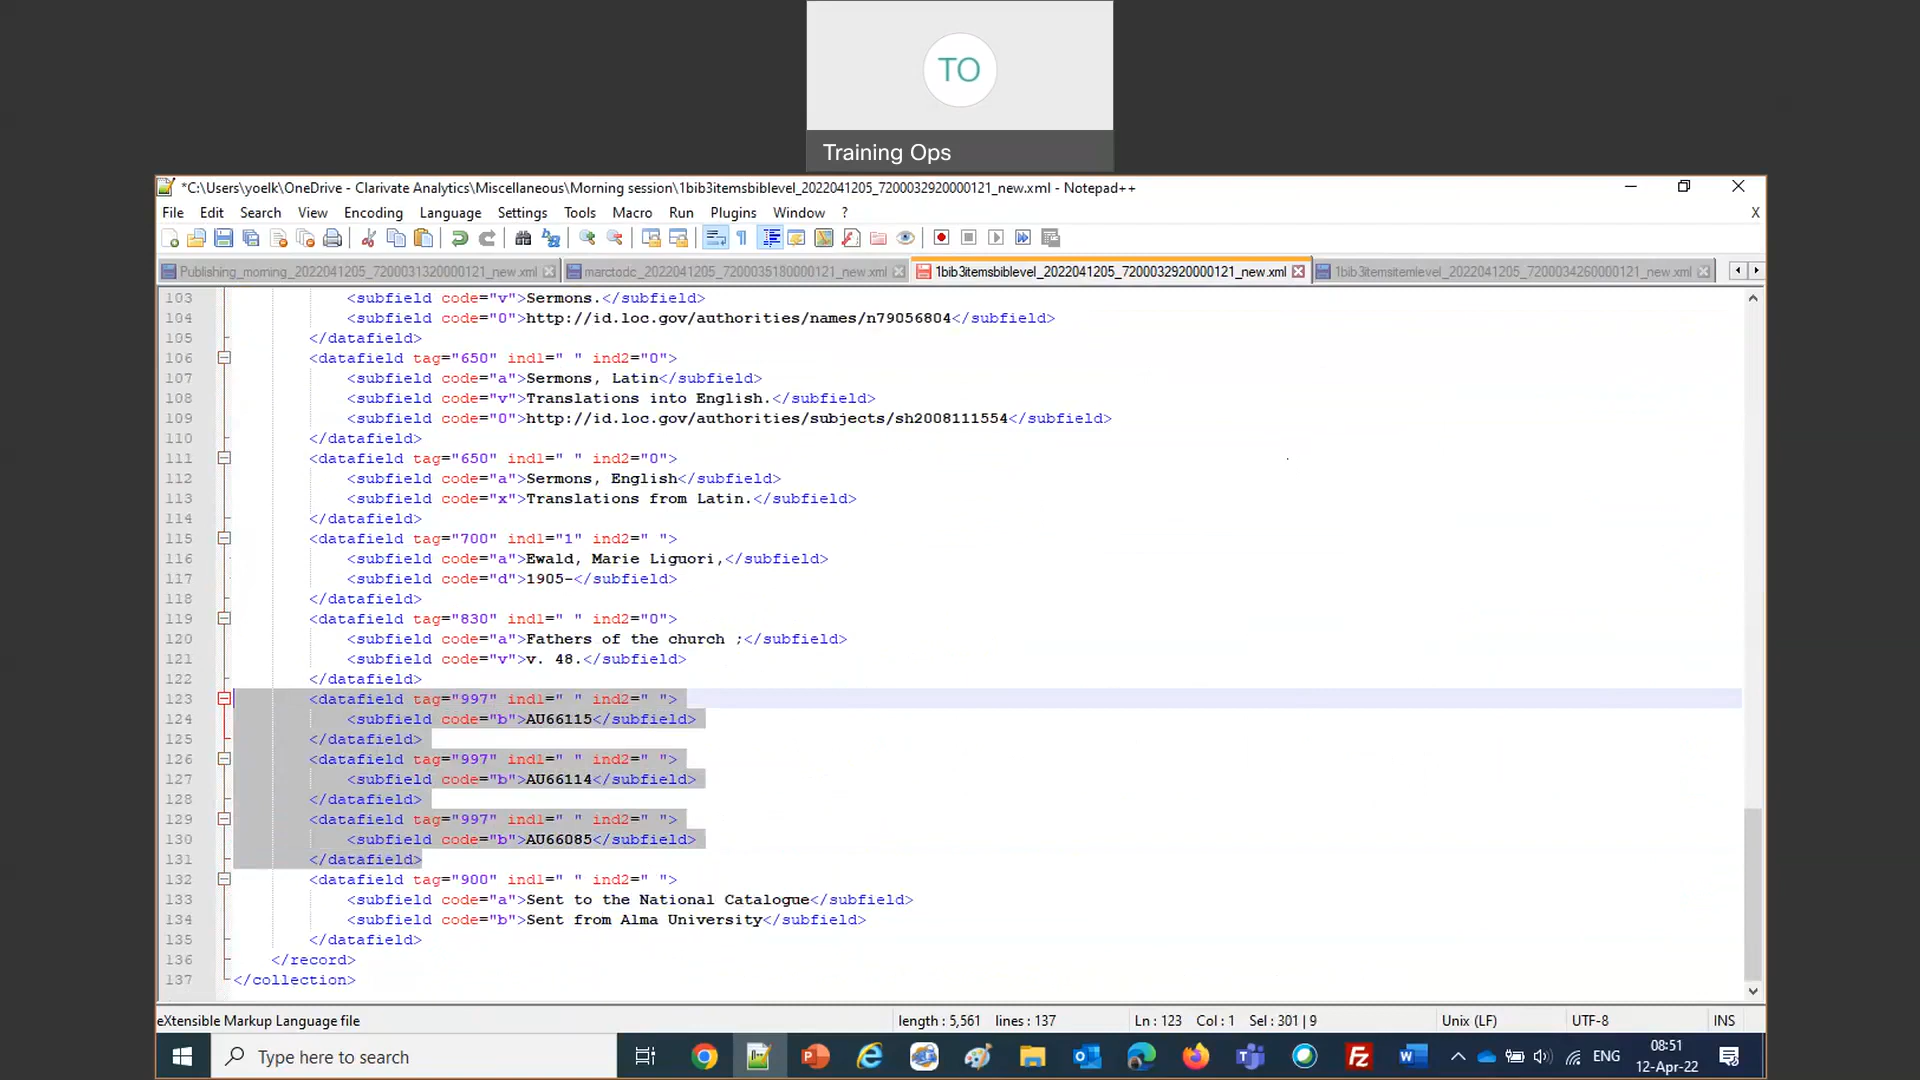 TO
Training Ops
*C:\Users\yoelk\OneDrive - Clarivate Analytics\Miscellaneous\Morning session\1bib3itemsbiblevel_2022041205_7200032920000121_new.xml - Notepad++
File Edit Search View Encoding Language Settings Tools Macro Run Plugins Window ? X
Publishing_morning_2022041205_7200031320000121_new.xml marctodc_2022041205_7200035180000121_new.xml 1bib3itemsbiblevel_2022041205_7200032920000121_new.xml 1bib3itemsitemlevel_2022041205_7200034260000121_new.xml
103 <subfield code="v">Sermons.</subfield>
104 <subfield code="0">http://id.loc.gov/authorities/names/n79056804</subfield>
105 </datafield>
106 <datafield tag="650" ind1=" " ind2="0">
107 <subfield code="a">Sermons, Latin</subfield>
108 <subfield code="v">Translations into English.</subfield>
109 <subfield code="0">http://id.loc.gov/authorities/subjects/sh2008111554</subfield>
110 </datafield>
111 <datafield tag="650" ind1=" " ind2="0">
112 <subfield code="a">Sermons, English</subfield>
113 <subfield code="x">Translations from Latin.</subfield>
114 </datafield>
115 <datafield tag="700" ind1="1" ind2=" ">
116 <subfield code="a">Ewald, Marie Liguori,</subfield>
117 <subfield code="d">1905-</subfield>
118 </datafield>
119 <datafield tag="830" ind1=" " ind2="0">
120 <subfield code="a">Fathers of the church ;</subfield>
121 <subfield code="v">v. 48.</subfield>
122 </datafield>
123 <datafield tag="997" ind1=" " ind2=" ">
124 <subfield code="b">AU66115</subfield>
125 </datafield>
126 <datafield tag="997" ind1=" " ind2=" ">
127 <subfield code="b">AU66114</subfield>
128 </datafield>
129 <datafield tag="997" ind1=" " ind2=" ">
130 <subfield code="b">AU66085</subfield>
131 </datafield>
132 <datafield tag="900" ind1=" " ind2=" ">
133 <subfield code="a">Sent to the National Catalogue</subfield>
134 <subfield code="b">Sent from Alma University</subfield>
135 </datafield>
136 </record>
137 </collection>
eXtensible Markup Language file length : 5,561 lines : 137 Ln : 123 Col : 1 Sel : 301 | 9 Unix (LF) UTF-8 INS
Type here to search ENG 08:51
12-Apr-22